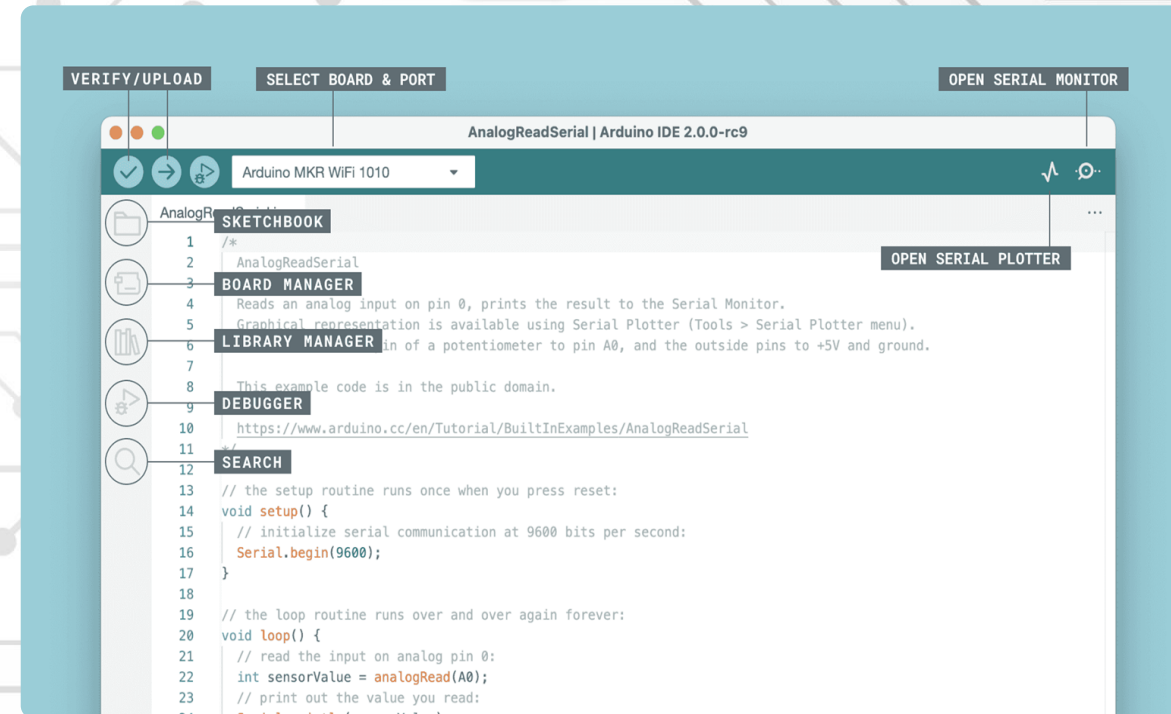 VERIFY/UPLOAD
SELECT BOARD & PORT
OPEN SERIAL MONITOR
AnalogReadSerial | Arduino IDE 2.0.0-rc9
Arduino MKR WiFi 1010
SKETCHBOOK
OPEN SERIAL PLOTTER
1 /*
2 AnalogReadSerial
3
BOARD MANAGER
4 Reads an analog input on pin 0, prints the result to the Serial Monitor.
5 Graphical representation is available using Serial Plotter (Tools > Serial Plotter menu).
6 of a potentiometer to pin A0, and the outside pins to +5V and ground.
LIBRARY MANAGER
7
8 This example code is in the public domain.
9
DEBUGGER
10 https://www.arduino.cc/en/Tutorial/BuiltInExamples/AnalogReadSerial
11 */
12
SEARCH
13 // the setup routine runs once when you press reset:
14 void setup() {
15 // initialize serial communication at 9600 bits per second:
16 Serial.begin(9600);
17 }
18
19 // the loop routine runs over and over again forever:
20 void loop() {
21 // read the input on analog pin 0:
22 int sensorValue = analogRead(A0);
23 // print out the value you read: